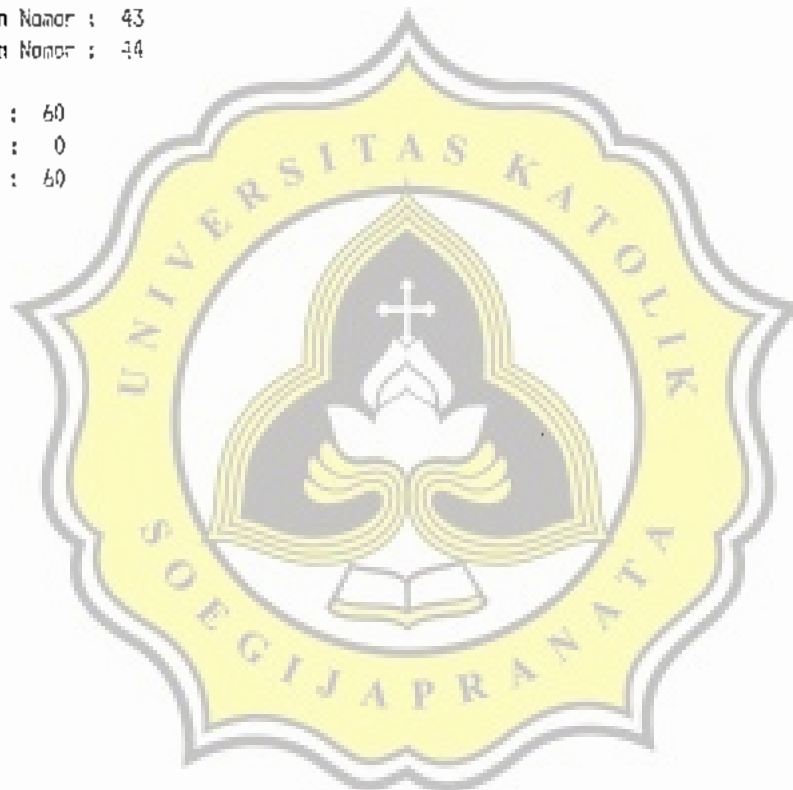 n Nomor : 43
n Nomor : 44
: 60
: 0
: 60
UNIVERSITAS KATOLIK
SOEGIJAPRANATA